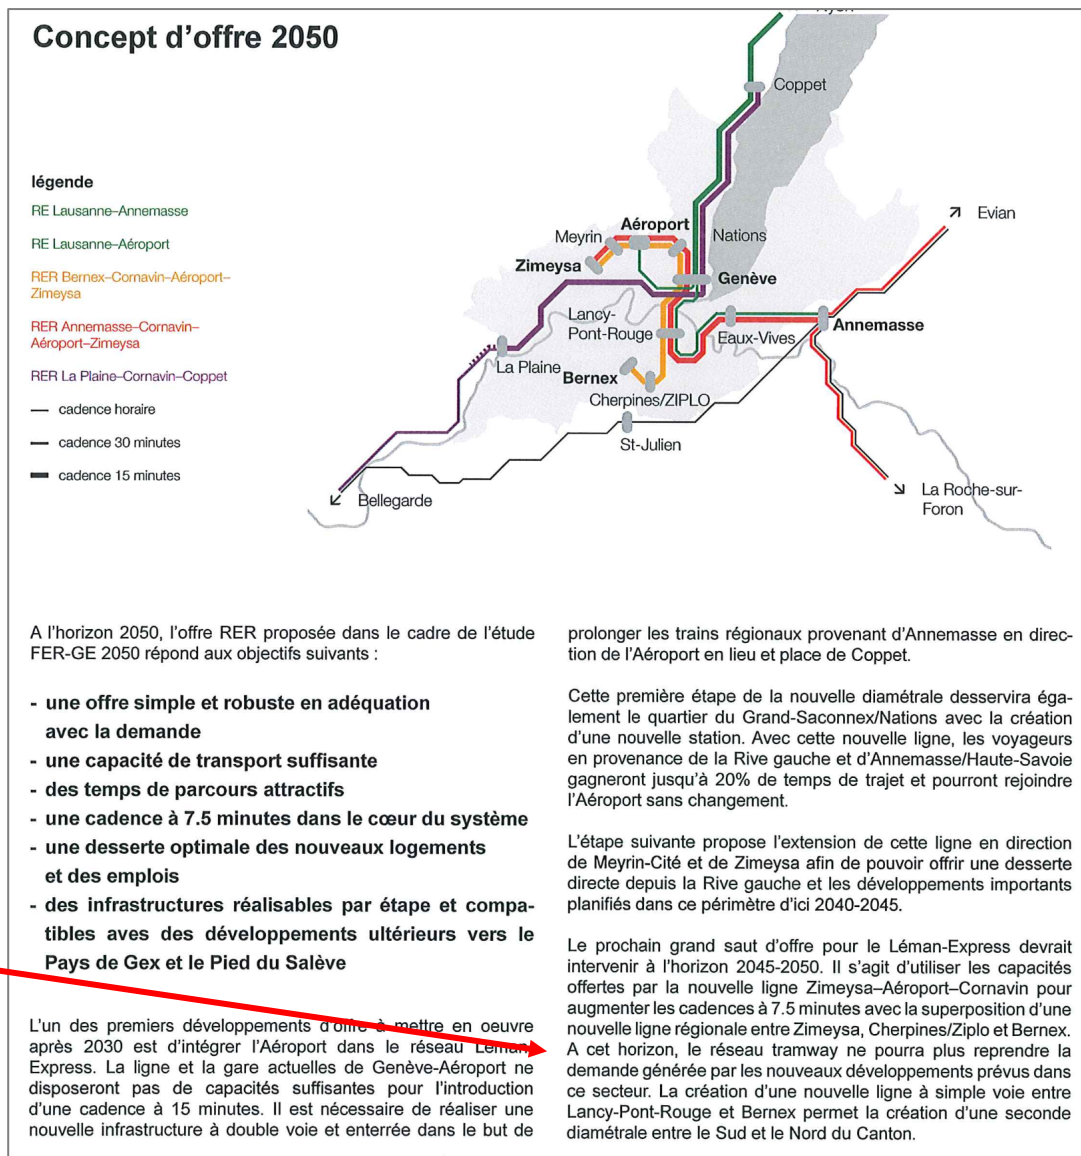 Concept d'offre 2050
Coppet
légende
RE Lausanne–Annemasse
RE Lausanne–Aéroport
RER Bernex–Cornavin–Aéroport–
Zimeysa
RER Annemasse–Cornavin–
Aéroport–Zimeysa
RER La Plaine–Cornavin–Coppet
cadence horaire
cadence 30 minutes
cadence 15 minutes
Evian
Aéroport
Meyrin
Nations
Zimeysa
Genève
Lancy-
Pont-Rouge
Eaux-Vives
Annemasse
La Plaine
Bernex
Cherpines/ZIPLO
St-Julien
Bellegarde
La Roche-sur-
Foron
A l'horizon 2050, l'offre RER proposée dans le cadre de l'étude
FER-GE 2050 répond aux objectifs suivants :
- une offre simple et robuste en adéquation
avec la demande
- une capacité de transport suffisante
- des temps de parcours attractifs
- une cadence à 7.5 minutes dans le cœur du système
- une desserte optimale des nouveaux logements
et des emplois
- des infrastructures réalisables par étape et compa-
tibles aves des développements ultérieurs vers le
Pays de Gex et le Pied du Salève
L'un des premiers développements d'offre à mettre en oeuvre
après 2030 est d'intégrer l'Aéroport dans le réseau Léman
Express. La ligne et la gare actuelles de Genève-Aéroport ne
disposeront pas de capacités suffisantes pour l'introduction
d'une cadence à 15 minutes. Il est nécessaire de réaliser une
nouvelle infrastructure à double voie et enterrée dans le but de
prolonger les trains régionaux provenant d'Annemasse en direc-
tion de l'Aéroport en lieu et place de Coppet.
Cette première étape de la nouvelle diamétrale desservira éga-
lement le quartier du Grand-Saconnex/Nations avec la création
d'une nouvelle station. Avec cette nouvelle ligne, les voyageurs
en provenance de la Rive gauche et d'Annemasse/Haute-Savoie
gagneront jusqu'à 20% de temps de trajet et pourront rejoindre
l'Aéroport sans changement.
L'étape suivante propose l'extension de cette ligne en direction
de Meyrin-Cité et de Zimeysa afin de pouvoir offrir une desserte
directe depuis la Rive gauche et les développements importants
planifiés dans ce périmètre d'ici 2040-2045.
Le prochain grand saut d'offre pour le Léman-Express devrait
intervenir à l'horizon 2045-2050. Il s'agit d'utiliser les capacités
offertes par la nouvelle ligne Zimeysa–Aéroport–Cornavin pour
augmenter les cadences à 7.5 minutes avec la superposition d'une
nouvelle ligne régionale entre Zimeysa, Cherpines/Ziplo et Bernex.
A cet horizon, le réseau tramway ne pourra plus reprendre la
demande générée par les nouveaux développements prévus dans
ce secteur. La création d'une nouvelle ligne à simple voie entre
Lancy-Pont-Rouge et Bernex permet la création d'une seconde
diamétrale entre le Sud et le Nord du Canton.